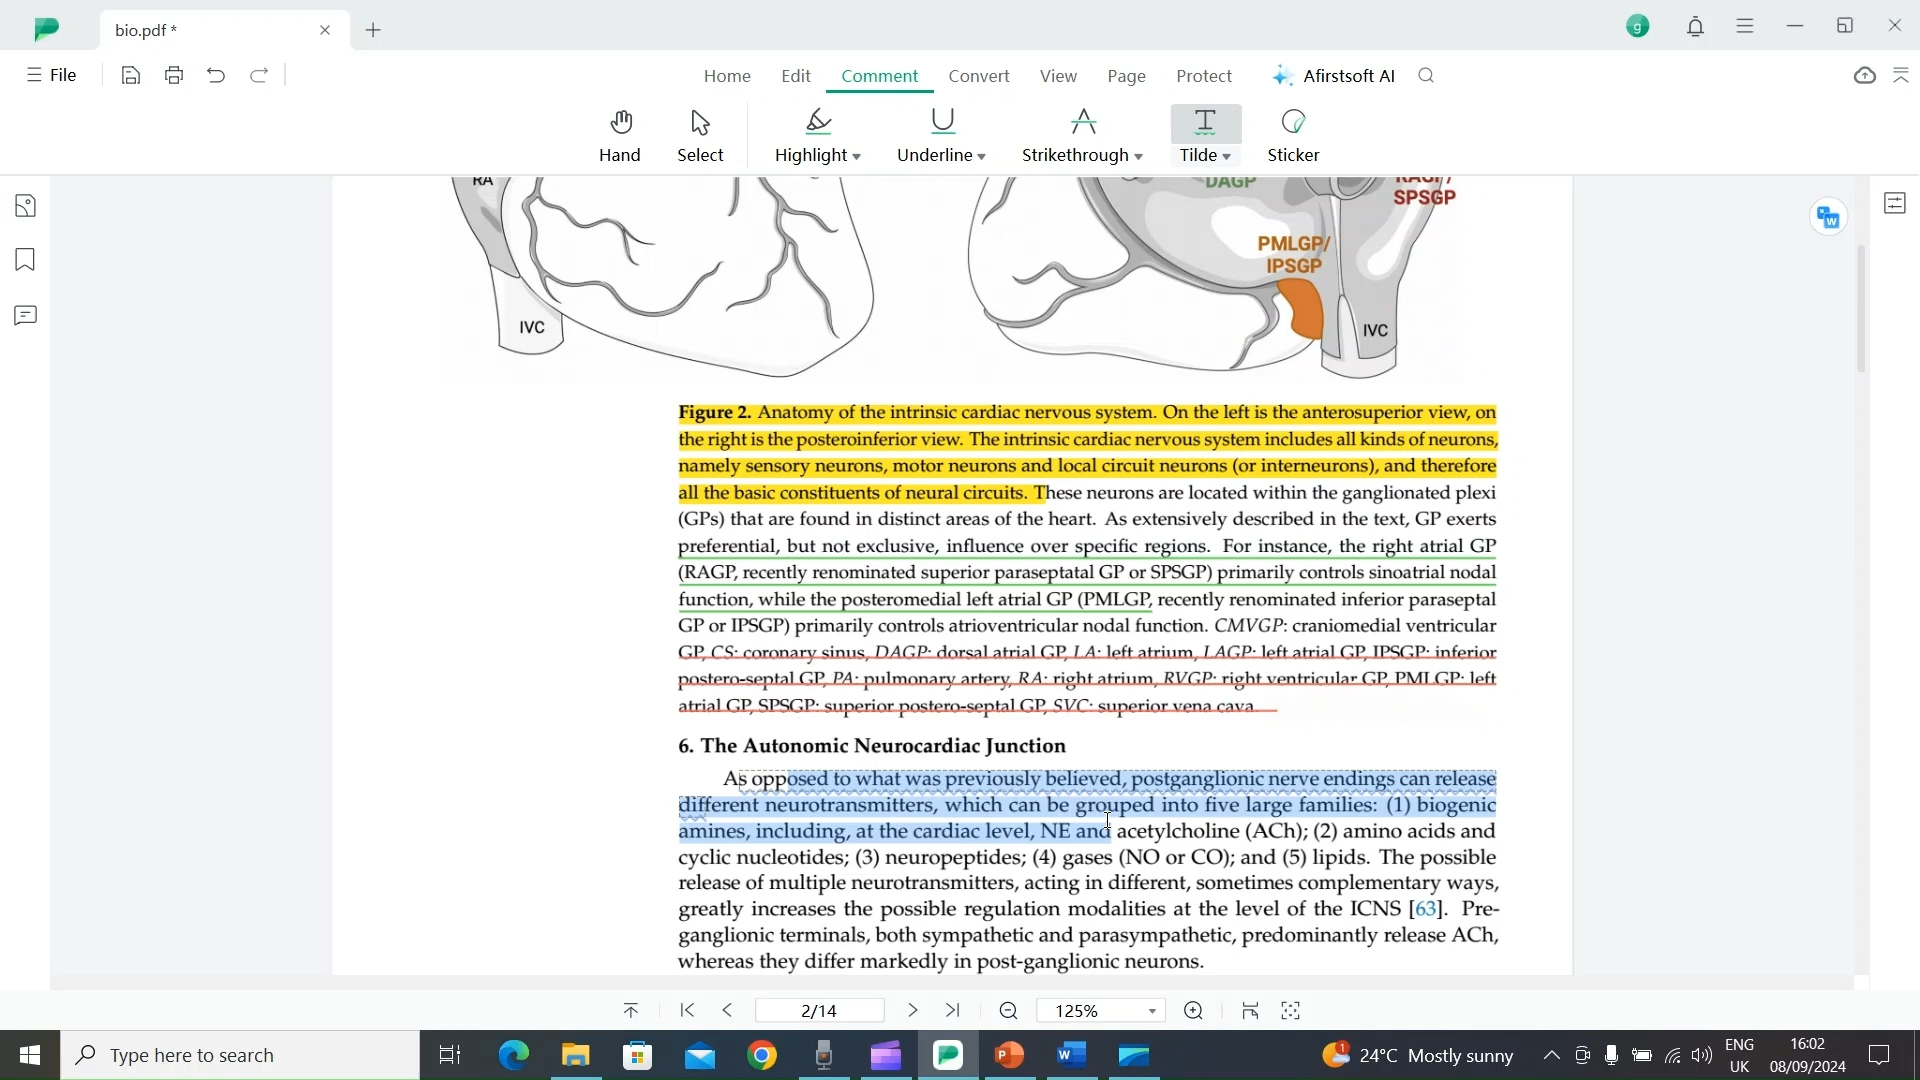 bio.pdf *
g
File
Home Edit Comment Convert View Page Protect Afirstsoft AI
Hand Select Highlight Underline Strikethrough Tilde Sticker
RA
DAGP
RAGP/
SPSGP
PMLGP/
IPSGP
IVC
IVC
Figure 2. Anatomy of the intrinsic cardiac nervous system. On the left is the anterosuperior view, on
the right is the posteroinferior view. The intrinsic cardiac nervous system includes all kinds of neurons,
namely sensory neurons, motor neurons and local circuit neurons (or interneurons), and therefore
all the basic constituents of neural circuits. These neurons are located within the ganglionated plexi
(GPs) that are found in distinct areas of the heart. As extensively described in the text, GP exerts
preferential, but not exclusive, influence over specific regions. For instance, the right atrial GP
(RAGP, recently renominated superior paraseptatal GP or SPSGP) primarily controls sinoatrial nodal
function, while the posteromedial left atrial GP (PMLGP, recently renominated inferior paraseptal
GP or IPSGP) primarily controls atrioventricular nodal function. CMVGP: craniomedial ventricular
GP, CS: coronary sinus, DAGP: dorsal atrial GP, LA: left atrium, LAGP: left atrial GP, IPSGP: inferior
postero-septal GP, PA: pulmonary artery, RA: right atrium, RVGP: right ventricular GP, PMLGP: left
atrial GP, SPSGP: superior postero-septal GP, SVC: superior vena cava.
6. The Autonomic Neurocardiac Junction
As opposed to what was previously believed, postganglionic nerve endings can release
different neurotransmitters, which can be grouped into five large families: (1) biogenic
amines, including, at the cardiac level, NE and acetylcholine (ACh); (2) amino acids and
cyclic nucleotides; (3) neuropeptides; (4) gases (NO or CO); and (5) lipids. The possible
release of multiple neurotransmitters, acting in different, sometimes complementary ways,
greatly increases the possible regulation modalities at the level of the ICNS [63]. Pre-
ganglionic terminals, both sympathetic and parasympathetic, predominantly release ACh,
whereas they differ markedly in post-ganglionic neurons.
2/14
125%
Type here to search
1
24°C Mostly sunny
ENG
UK
16:02
08/09/2024